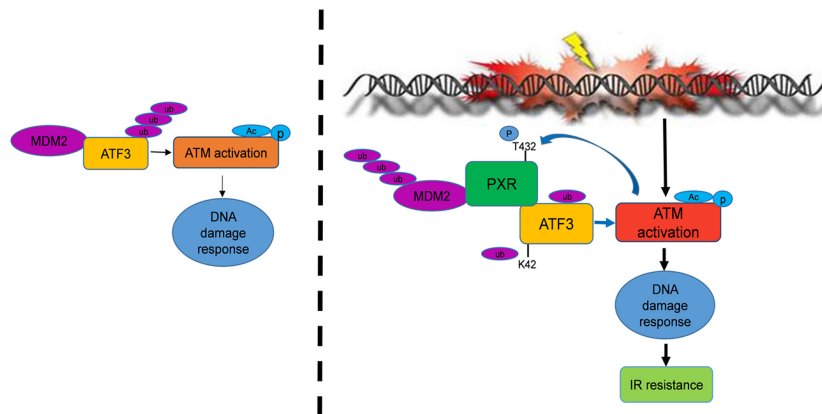 ub
ub
ub
MDM2
ATF3
Ac
p
ATM activation
DNA
damage
response
P
T432
ub
ub
ub
MDM2
PXR
ub
ATF3
ub
K42
Ac
p
ATM
activation
DNA
damage
response
IR resistance